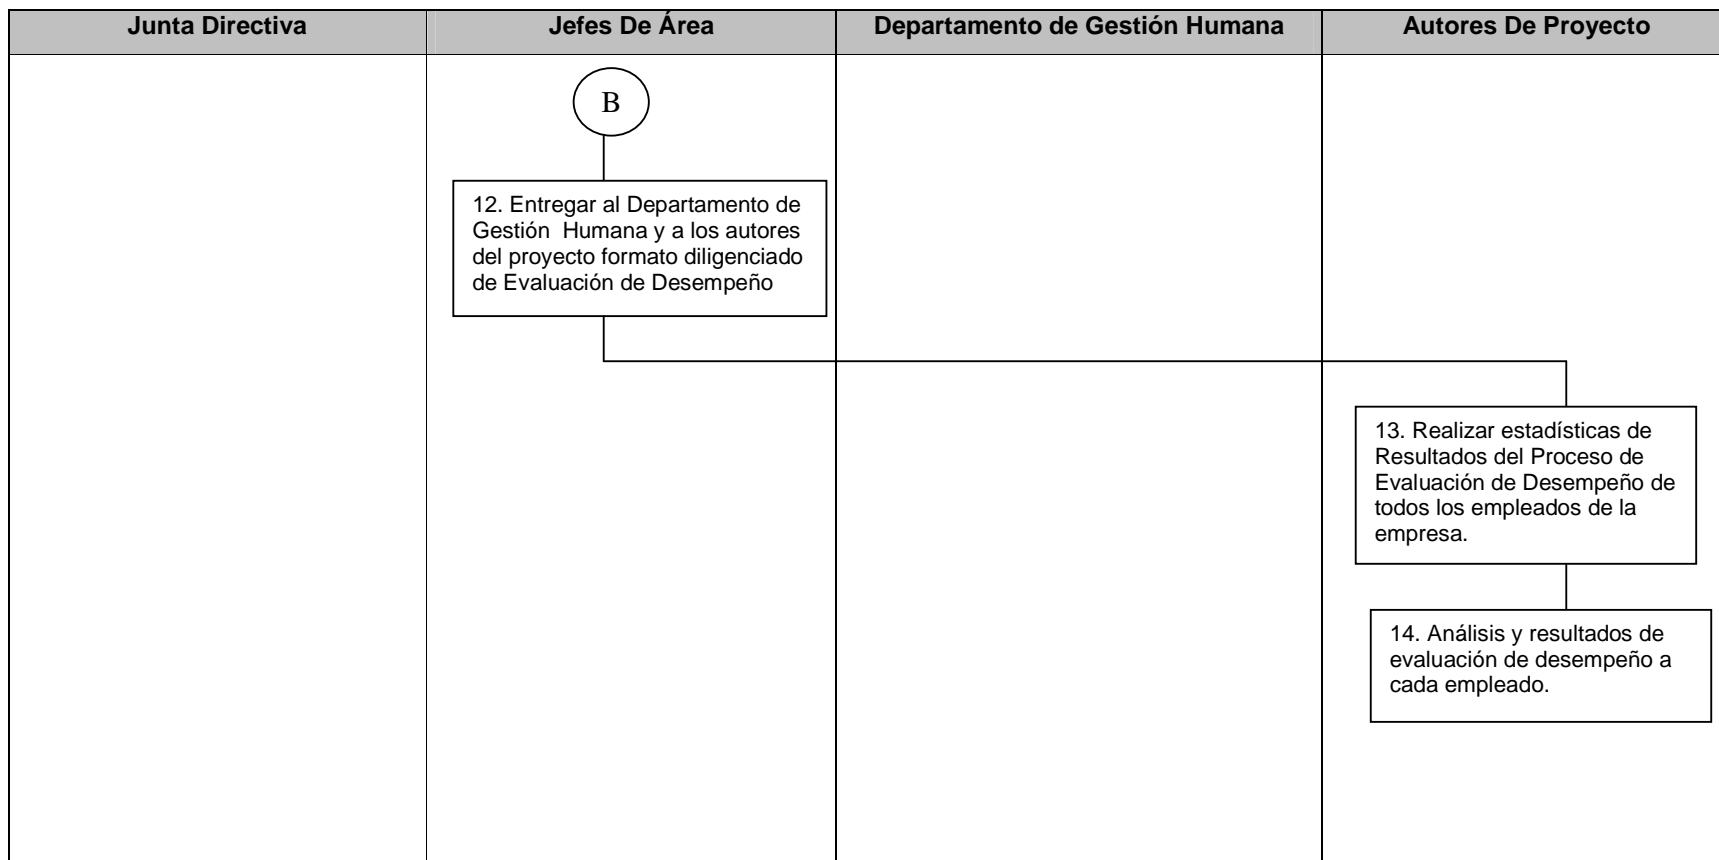 Junta Directiva
Jefes De Área
Departamento de Gestión Humana
Autores De Proyecto
B
12. Entregar al Departamento de
Gestión  Humana y a los autores
del proyecto formato diligenciado
de Evaluación de Desempeño
13. Realizar estadísticas de
Resultados del Proceso de
Evaluación de Desempeño de
todos los empleados de la
empresa.
14. Análisis y resultados de
evaluación de desempeño a
cada empleado.